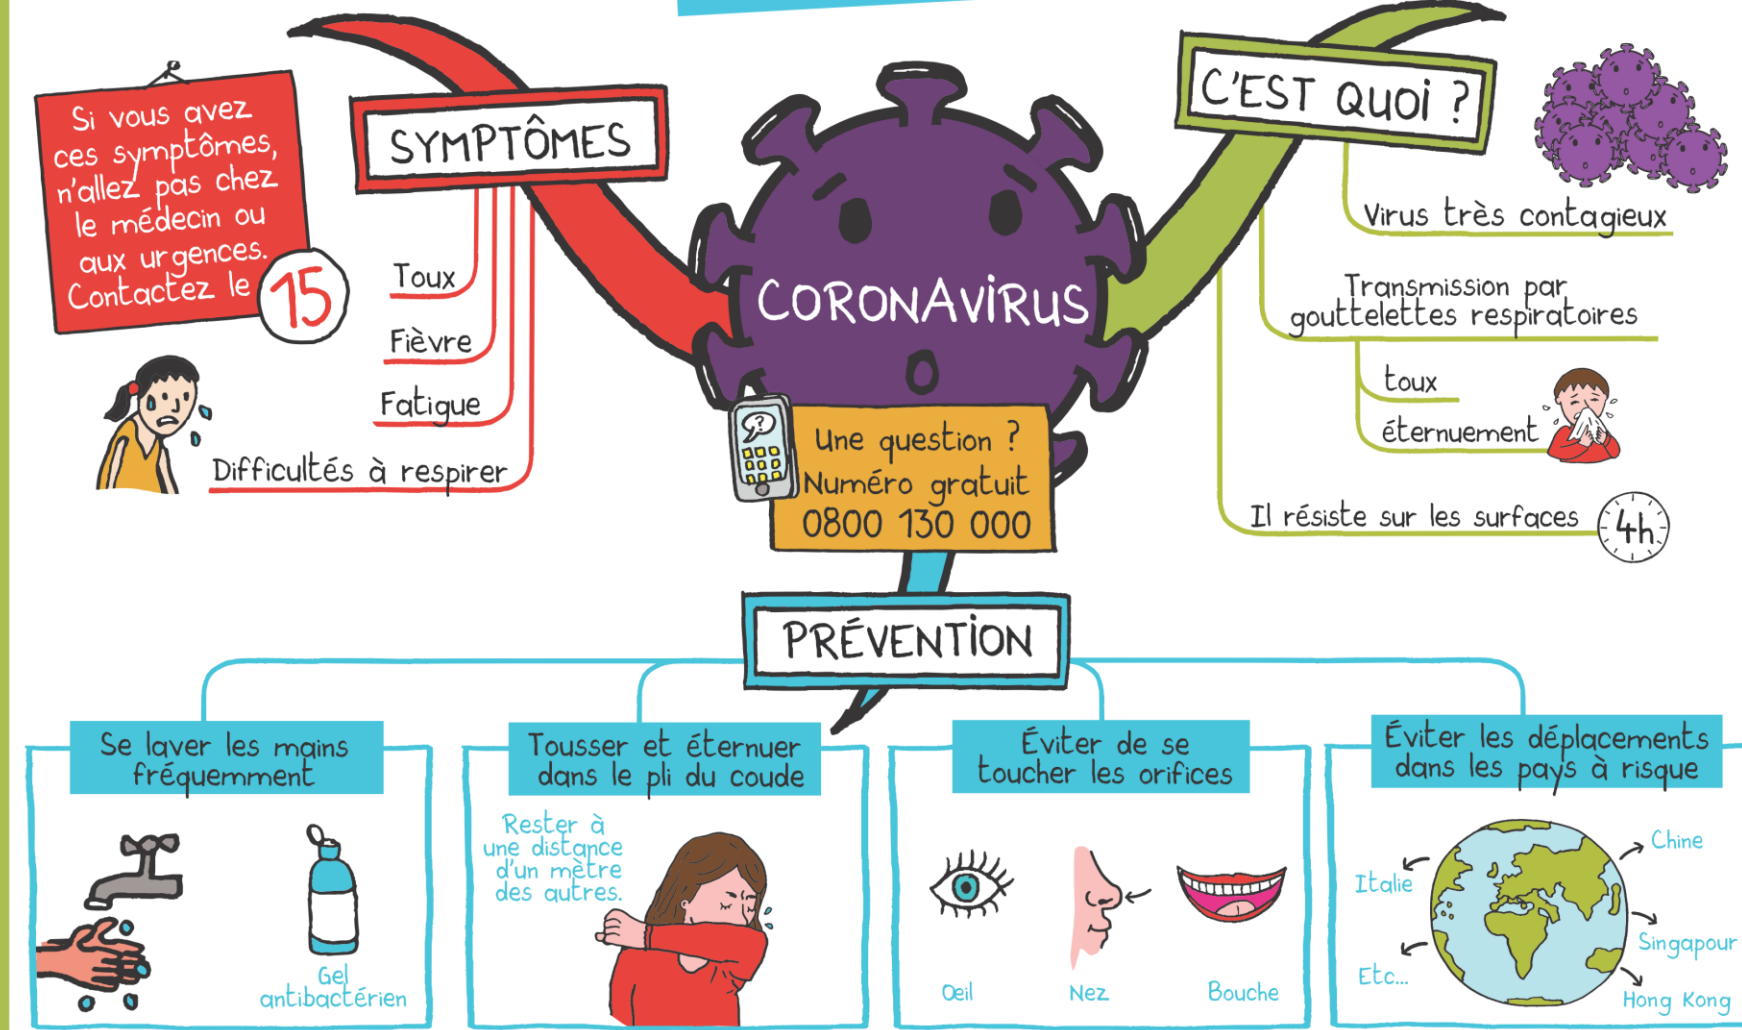 Si vous avez
ces symptômes,
n'allez pas chez
le médecin ou
aux urgences.
Contactez le 15
SYMPTÔMES
Toux
Fièvre
Fatigue
Difficultés à respirer
CORONAVIRUS
Une question ?
Numéro gratuit
0800 130 000
C'EST QUOI ?
Virus très contagieux
Transmission par
gouttelettes respiratoires
toux
éternuement
Il résiste sur les surfaces 4h
PRÉVENTION
Se laver les mains
fréquemment
Gel
antibactérien
Tousser et éternuer
dans le pli du coude
Rester à
une distance
d'un mètre
des autres.
Éviter de se
toucher les orifices
Œil
Nez
Bouche
Éviter les déplacements
dans les pays à risque
Chine
Italie
Singapour
Etc...
Hong Kong
?